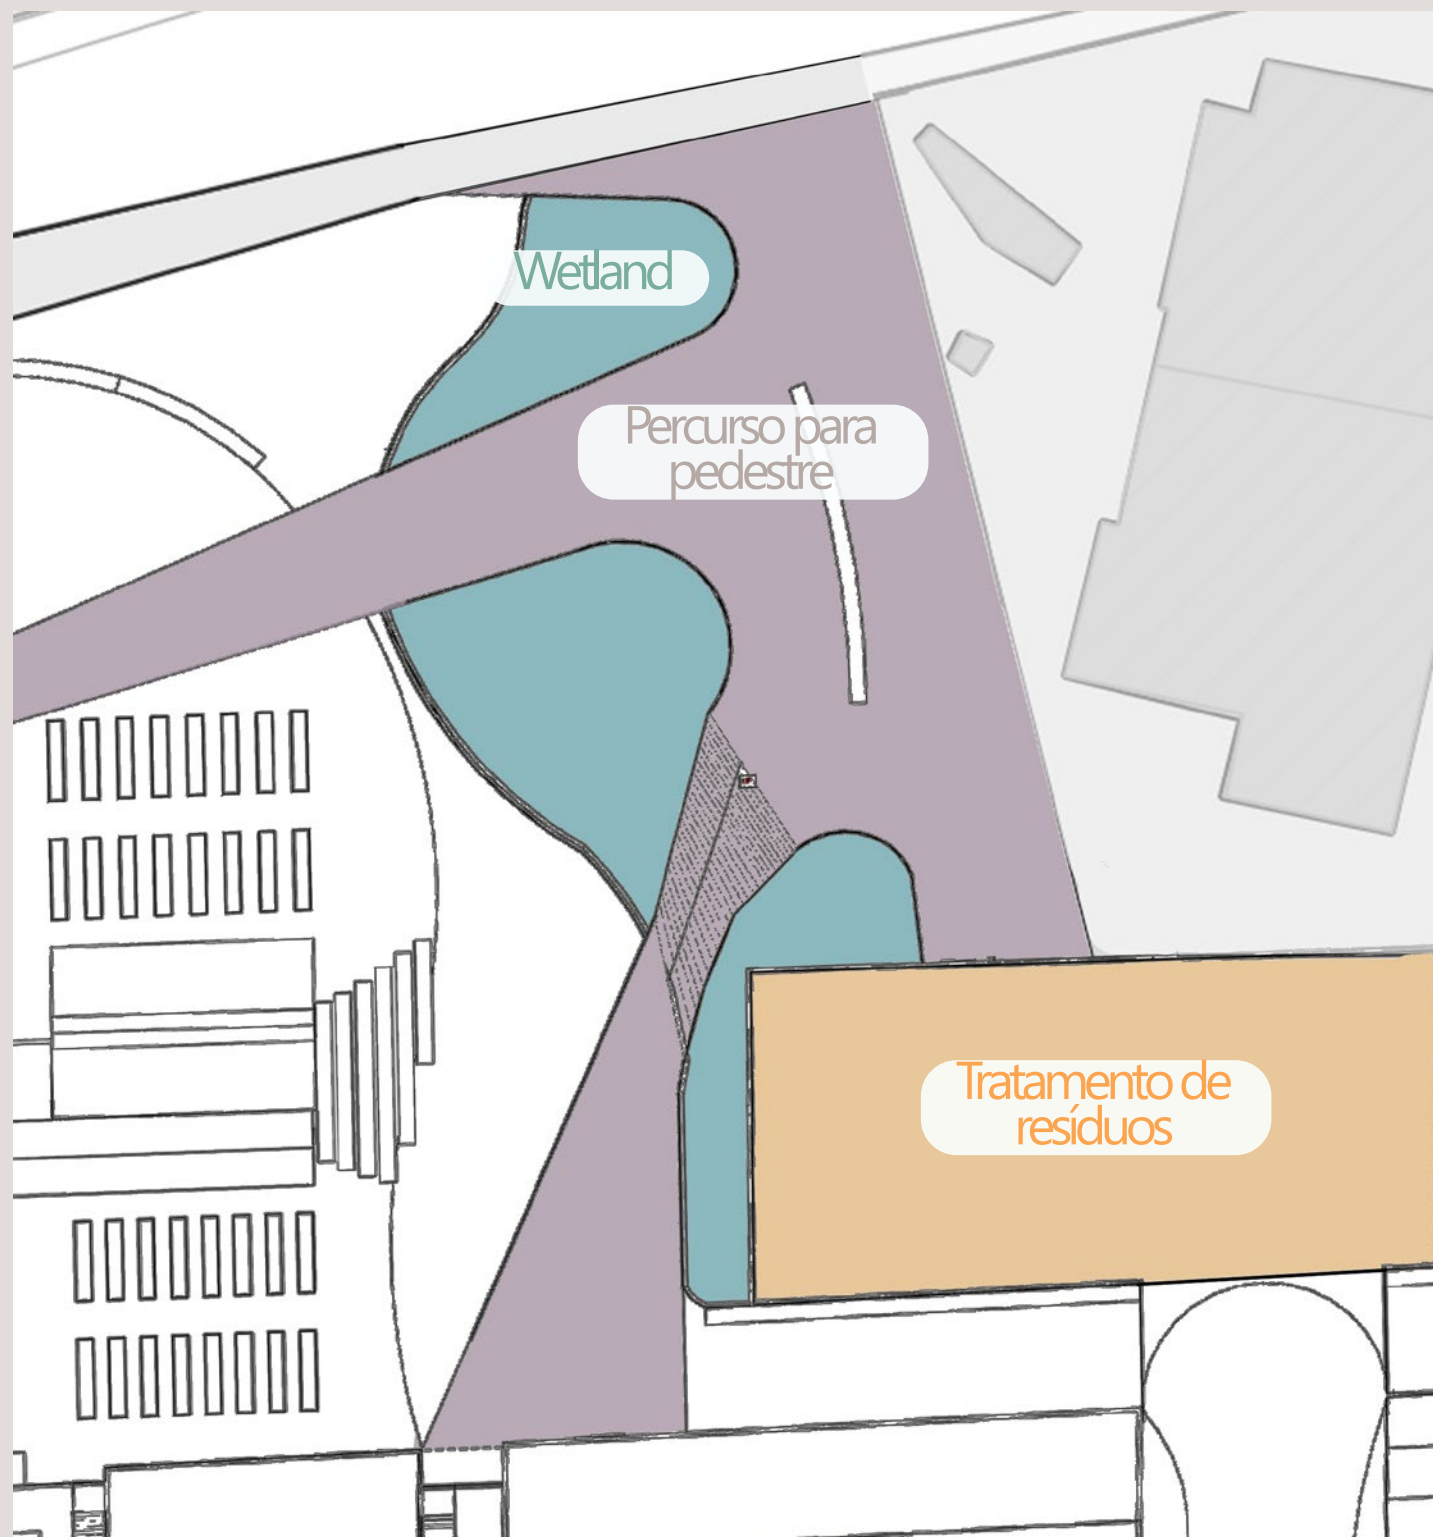 Wetland
Percurso para
pedestre
Tratamento de
resíduos